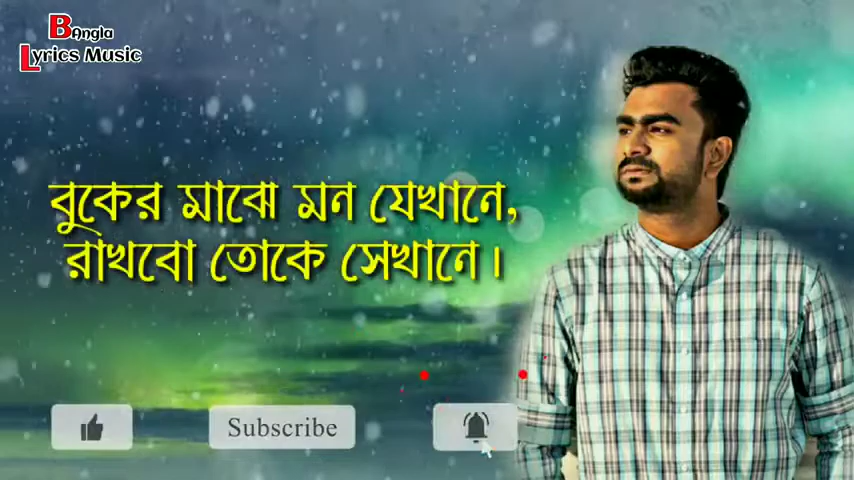 Bangla
Lyrics Music
বুকের মাঝে মন যেখানে,
রাখবো তোকে সেখানে।
Subscribe